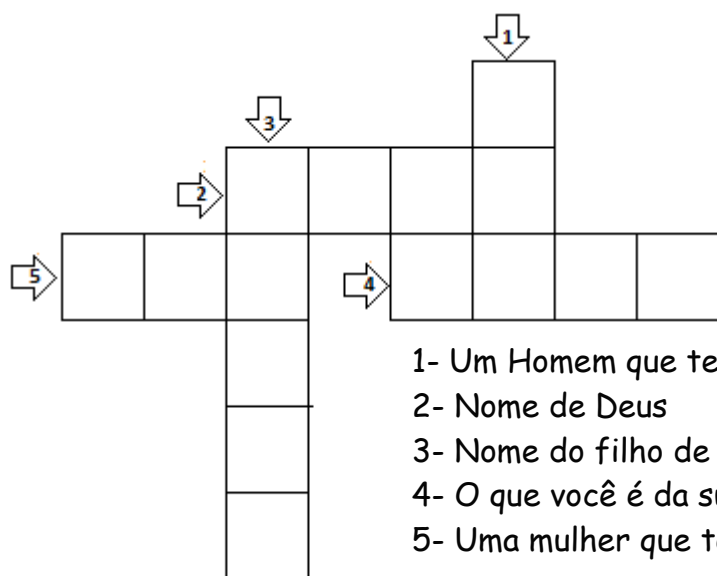 1
3
2
5
4
1- Um Homem que te
2- Nome de Deus
3- Nome do filho de
4- O que você é da su
5- Uma mulher que t